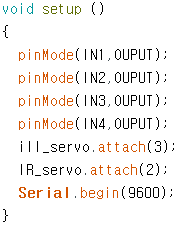 void setup ()
{
pinMode(IN1,OUPUT);
pinMode(IN2,OUPUT);
pinMode(IN3,OUPUT);
pinMode(IN4,OUPUT);
ill_servo.attach(3);
IR_servo.attach(2);
Serial.begin(9600);
}